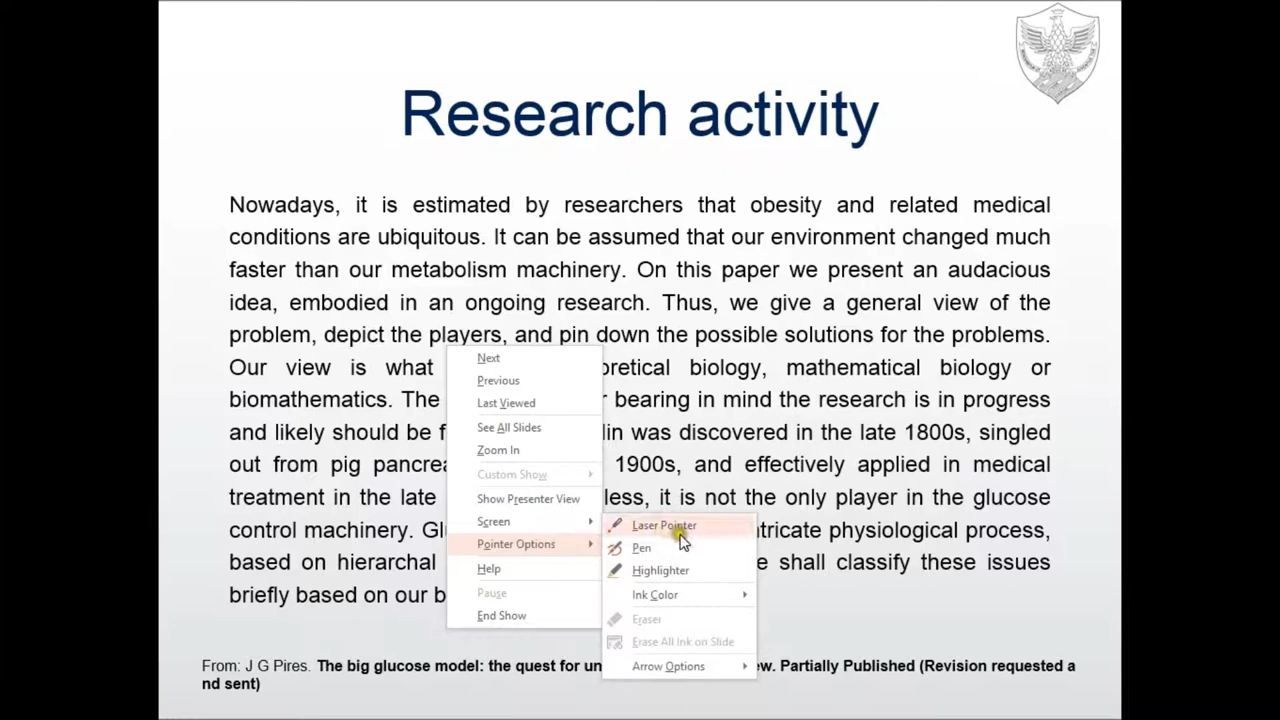 Research activity
Nowadays, it is estimated by researchers that obesity and related medical
conditions are ubiquitous. It can be assumed that our environment changed much
faster than our metabolism machinery. On this paper we present an audacious
idea, embodied in an ongoing research. Thus, we give a general view of the
problem, depict the players, and pin down the possible solutions for the problems.
Our view is what biology, mathematical biology or
biomathematics. The bearing in mind the research is in progress
and likely should be was discovered in the late 1800s, singled
out from pig 1900s, and effectively applied in medical
treatment in the late it is not the only player in the glucose
control machinery. physiological process,
based on hierarchal shall classify these issues
briefly based on our
Next
Previous
Last Viewed
See All Slides
Zoom In
Custom Show
Show Presenter View
Screen
Pointer Options
Help
Pause
End Show
Laser Pointer
Pen
Highlighter
Ink Color
Eraser
Erase All Ink on Slide
Arrow Options
From: J G Pires. The big glucose model: the quest for Partially Published (Revision requested a
nd sent)